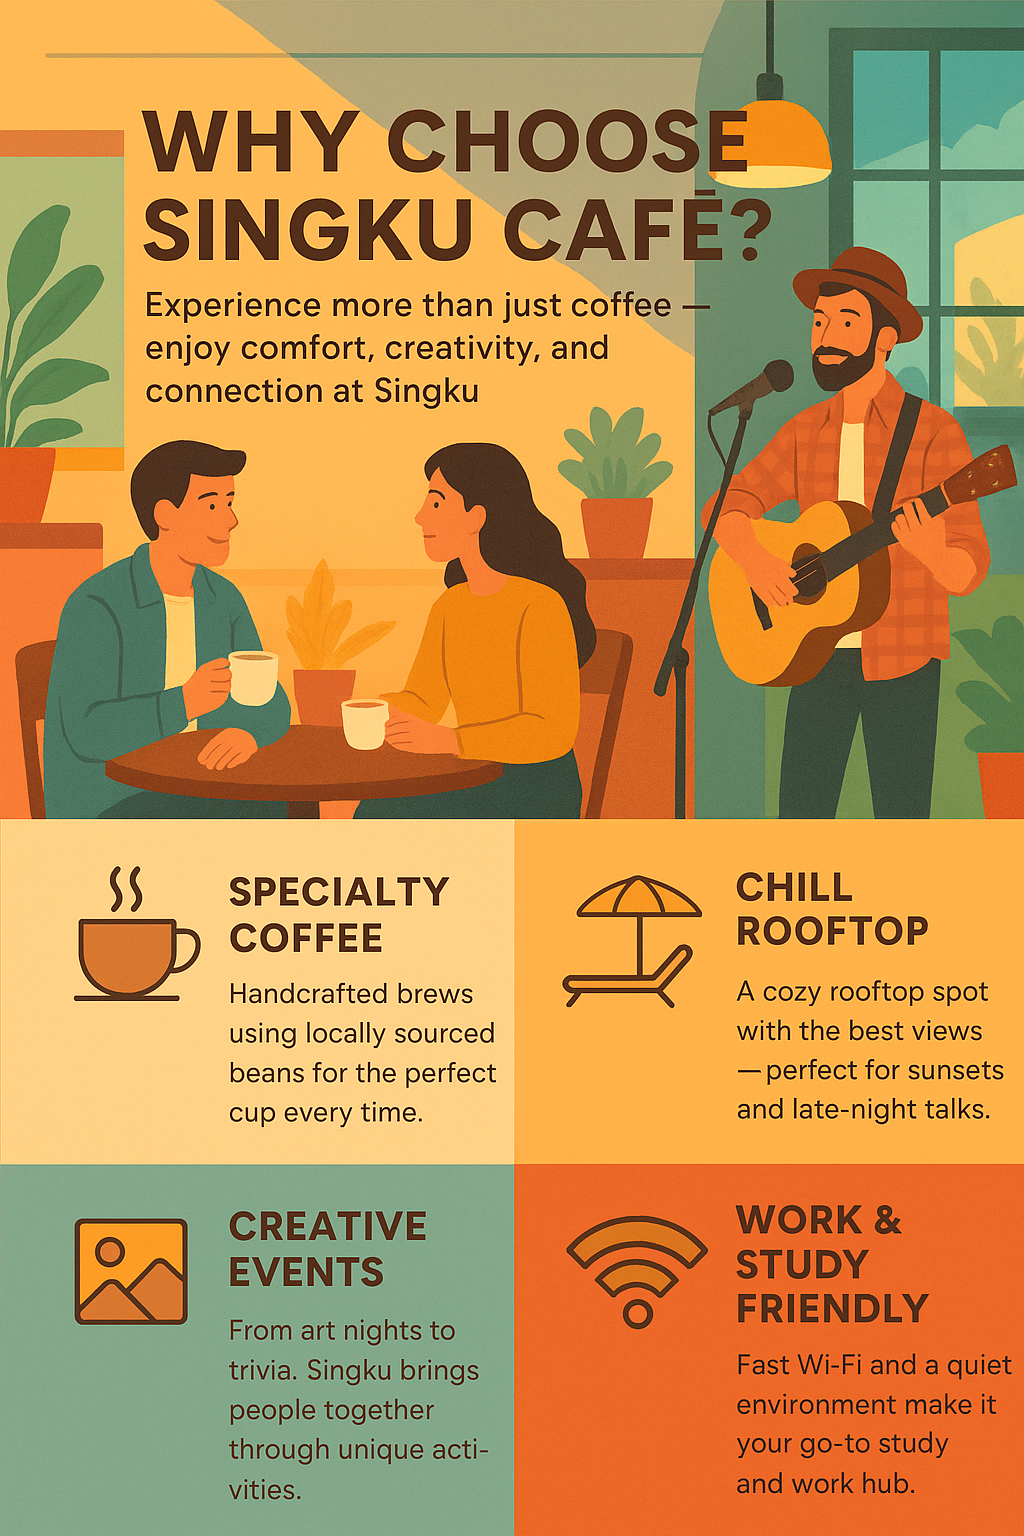 WHY CHOOSE
SINGKU CAFĒ?
Experience more than just coffee —
enjoy comfort, creativity, and
connection at Singku
SPECIALTY
COFFEE
Handcrafted brews
using locally sourced
beans for the perfect
cup every time.
CHILL
ROOFTOP
A cozy rooftop spot
with the best views
—perfect for sunsets
and late-night talks.
CREATIVE
EVENTS
From art nights to
trivia. Singku brings
people together
through unique acti-
vities.
WORK &
STUDY
FRIENDLY
Fast Wi-Fi and a quiet
environment make it
your go-to study
and work hub.